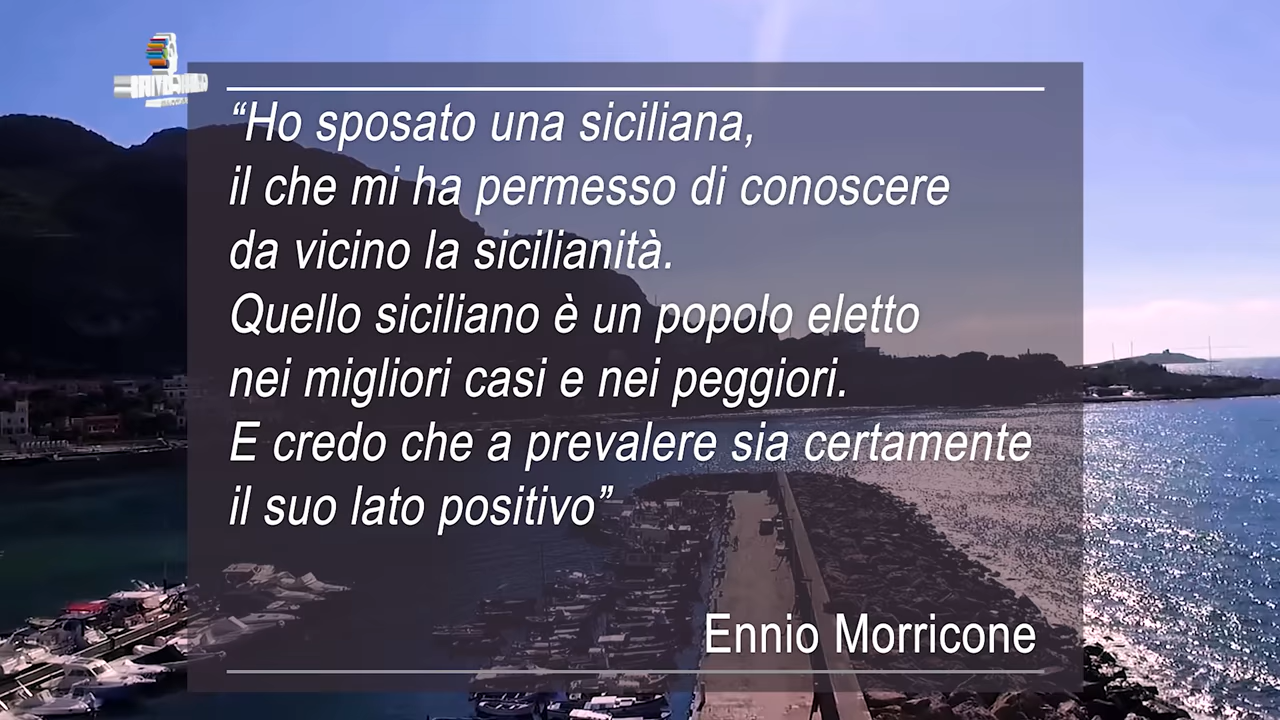 “Ho sposato una siciliana,
il che mi ha permesso di conoscere
da vicino la sicilianità.
Quello siciliano è un popolo eletto
nei migliori casi e nei peggiori.
E credo che a prevalere sia certamente
il suo lato positivo”
Ennio Morricone